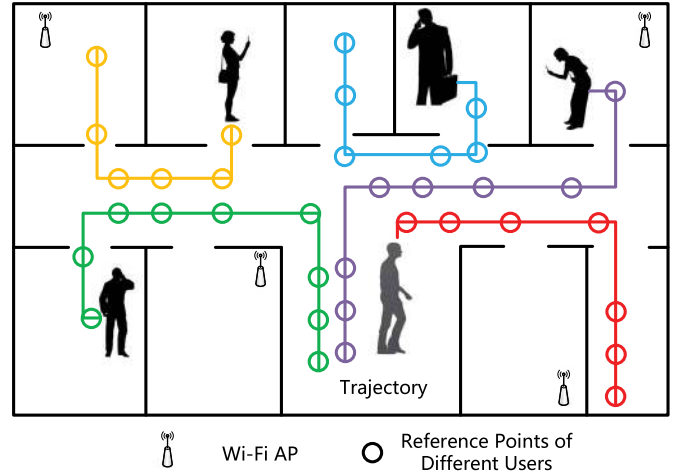 Trajectory
Wi-Fi AP
Reference Points of
Different Users